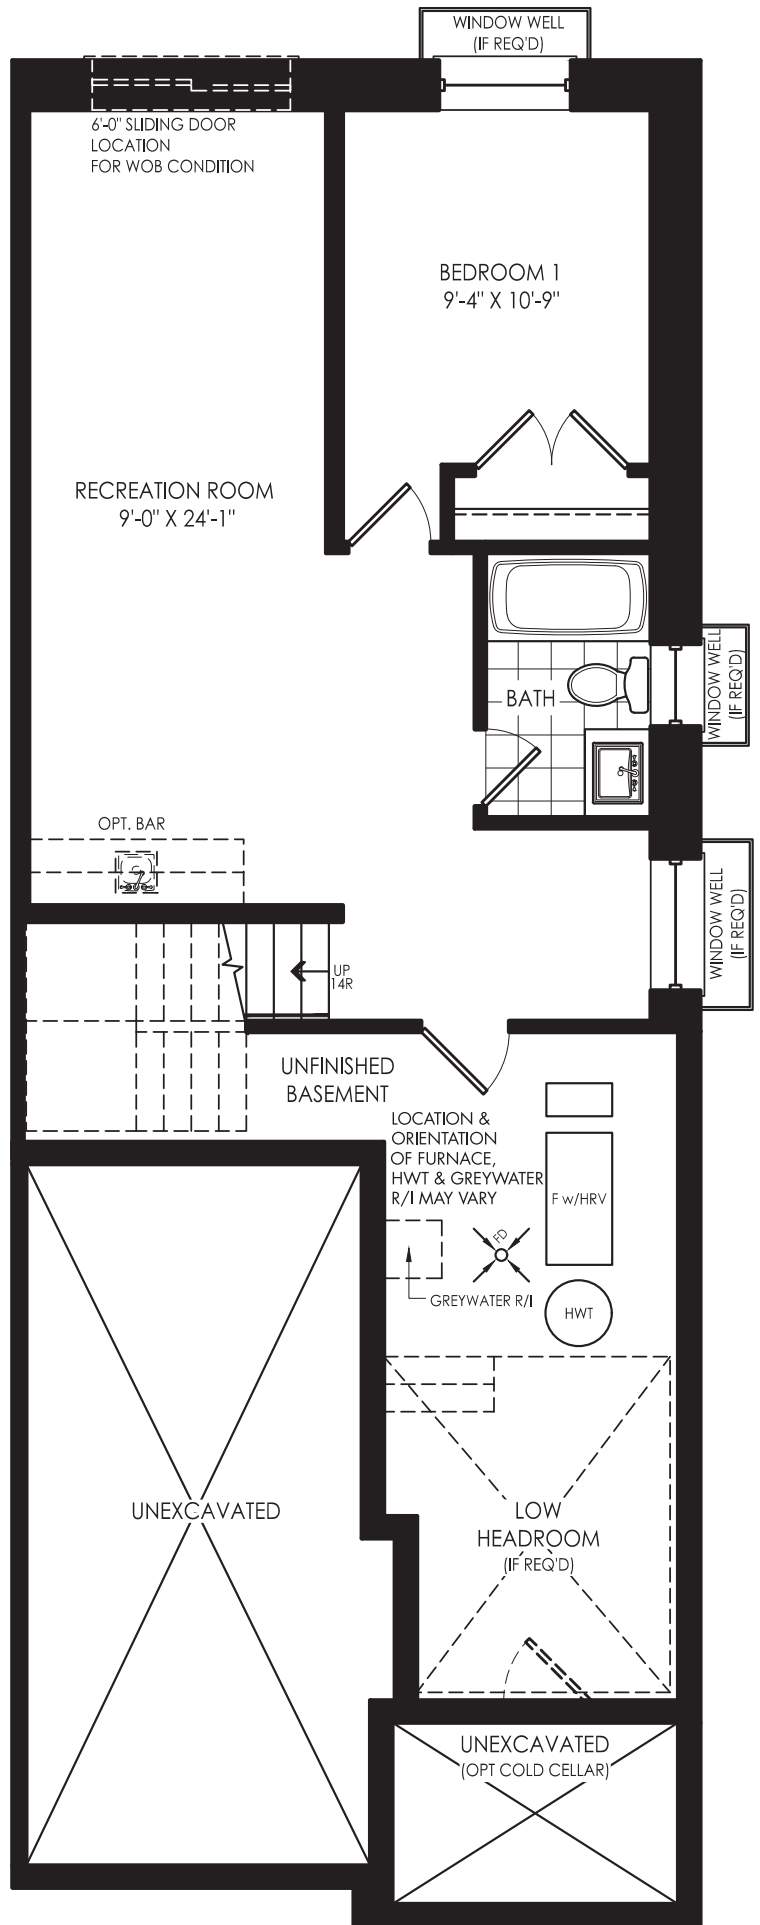 WINDOW WELL
(IF REQ'D)
6'-0" SLIDING DOOR
LOCATION
FOR WOB CONDITION
BEDROOM 1
9'-4" X 10'-9"
RECREATION ROOM
9'-0" X 24'-1"
WINDOW WELL
(IF REQ'D)
BATH
OPT. BAR
WINDOW WELL
(IF REQ'D)
UP
14R
UNFINISHED
BASEMENT
LOCATION &
ORIENTATION
OF FURNACE,
HWT & GREYWATER
R/I MAY VARY
F w/HRV
FD
GREYWATER R/I
HWT
UNEXCAVATED
LOW
HEADROOM
(IF REQ'D)
UNEXCAVATED
(OPT COLD CELLAR)